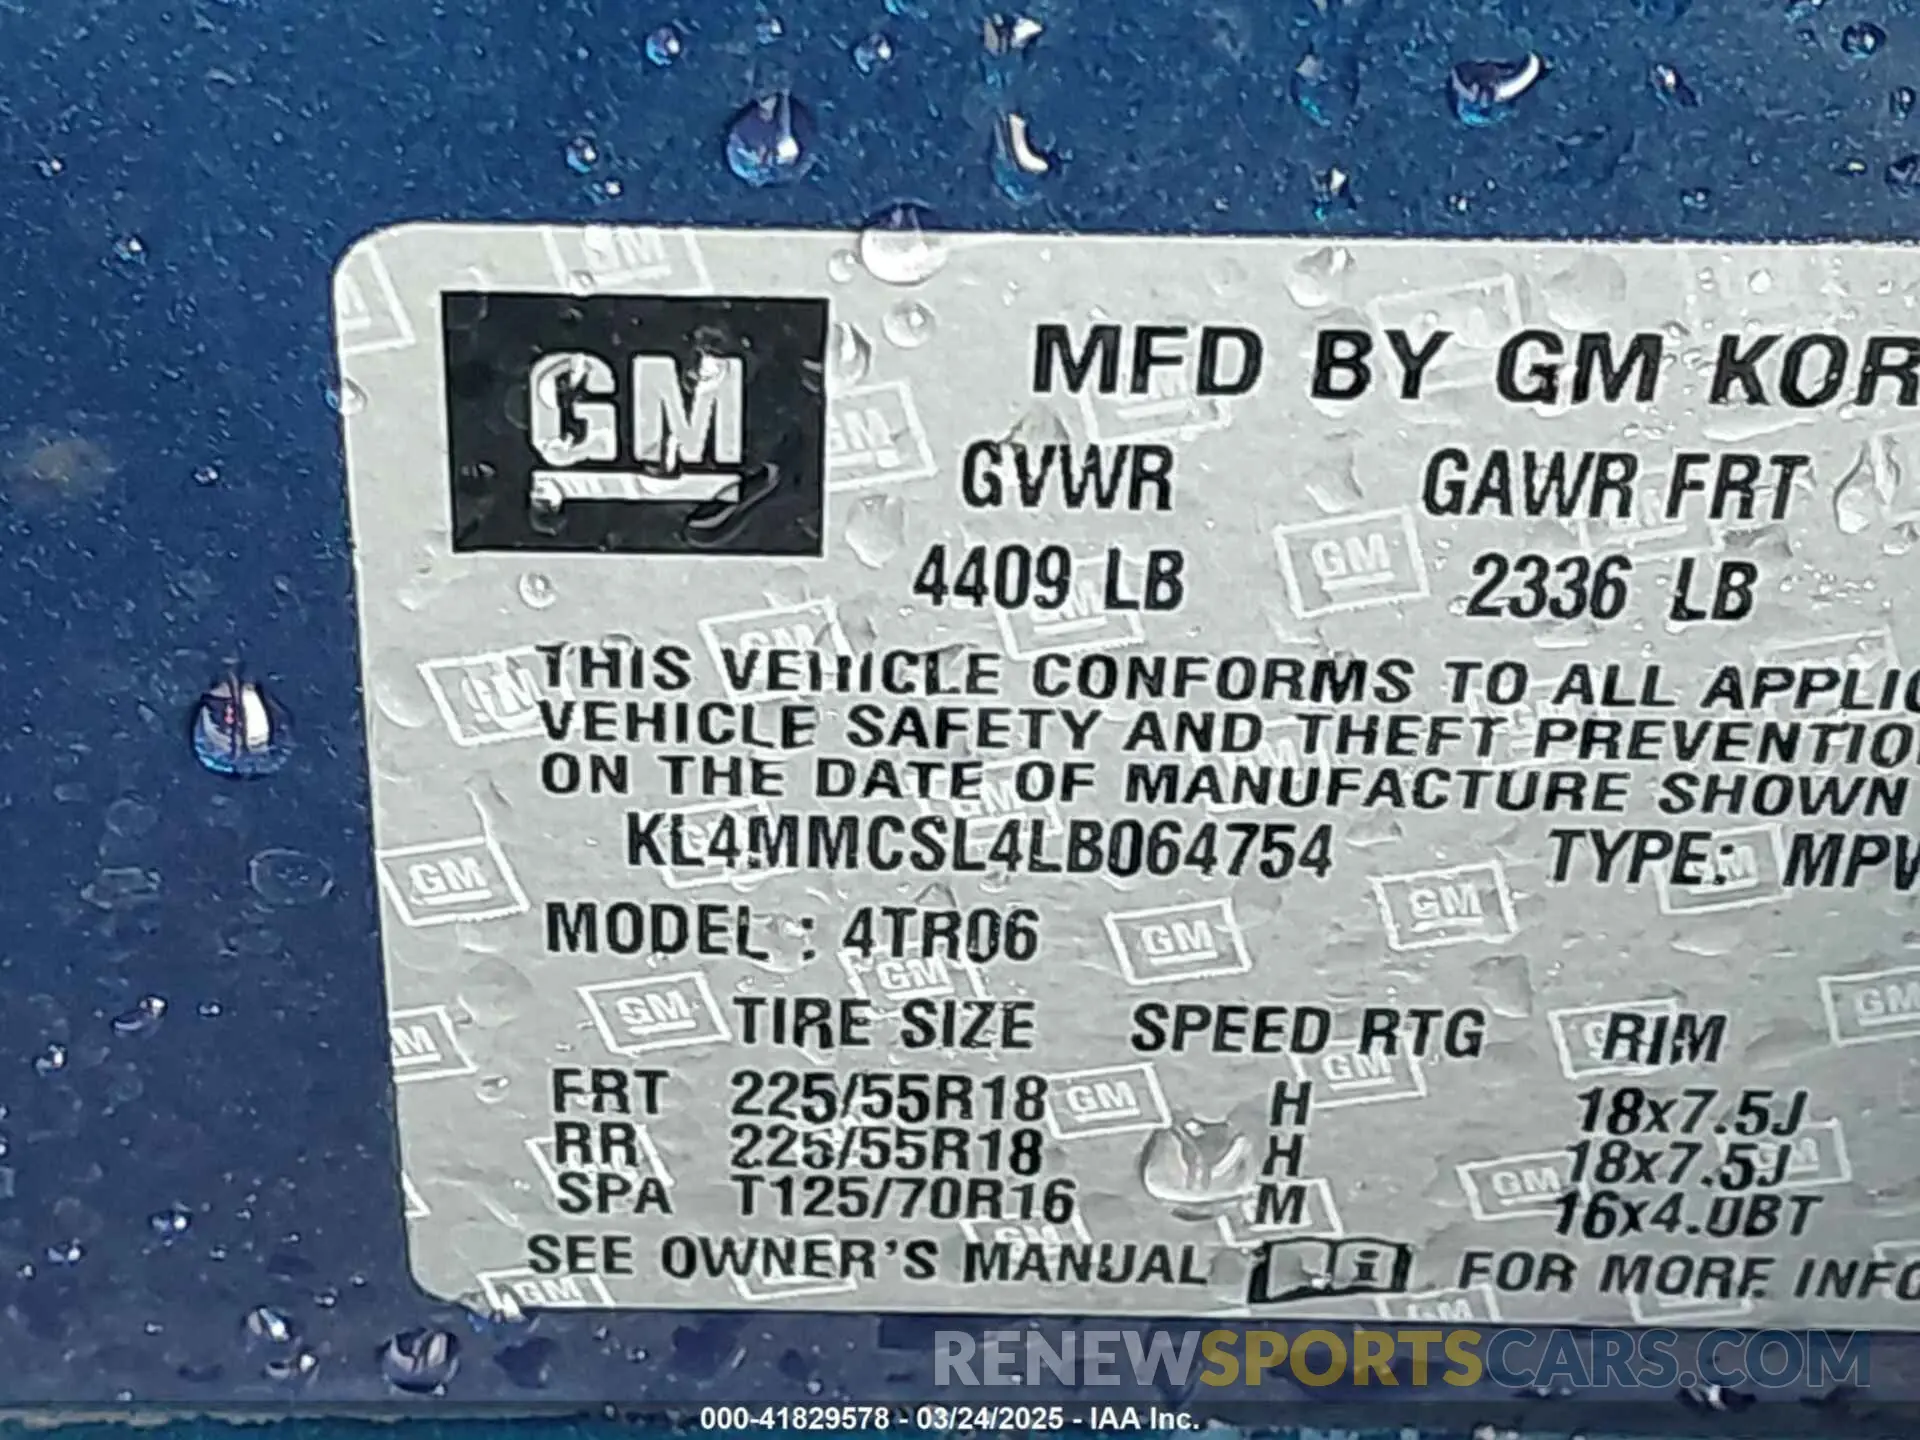 GM
MFD BY GM KOR
GVWR GAWR FRT
4409 LB 2336 LB
THIS VEHICLE CONFORMS TO ALL APPLIC
VEHICLE SAFETY AND THEFT PREVENTIO
ON THE DATE OF MANUFACTURE SHOWN
KL4MMCSL4LB064754 TYPE: MPV
MODEL : 4TR06
TIRE SIZE SPEED RTG RIM
FRT 225/55R18 H 18x7.5J
RR 225/55R18 H 18x7.5J
SPA T125/70R16 M 16x4.0BT
SEE OWNER'S MANUAL FOR MORE INFO
RENEWSPORTSCARS.COM
000-41829578 - 03/24/2025 - IAA Inc.